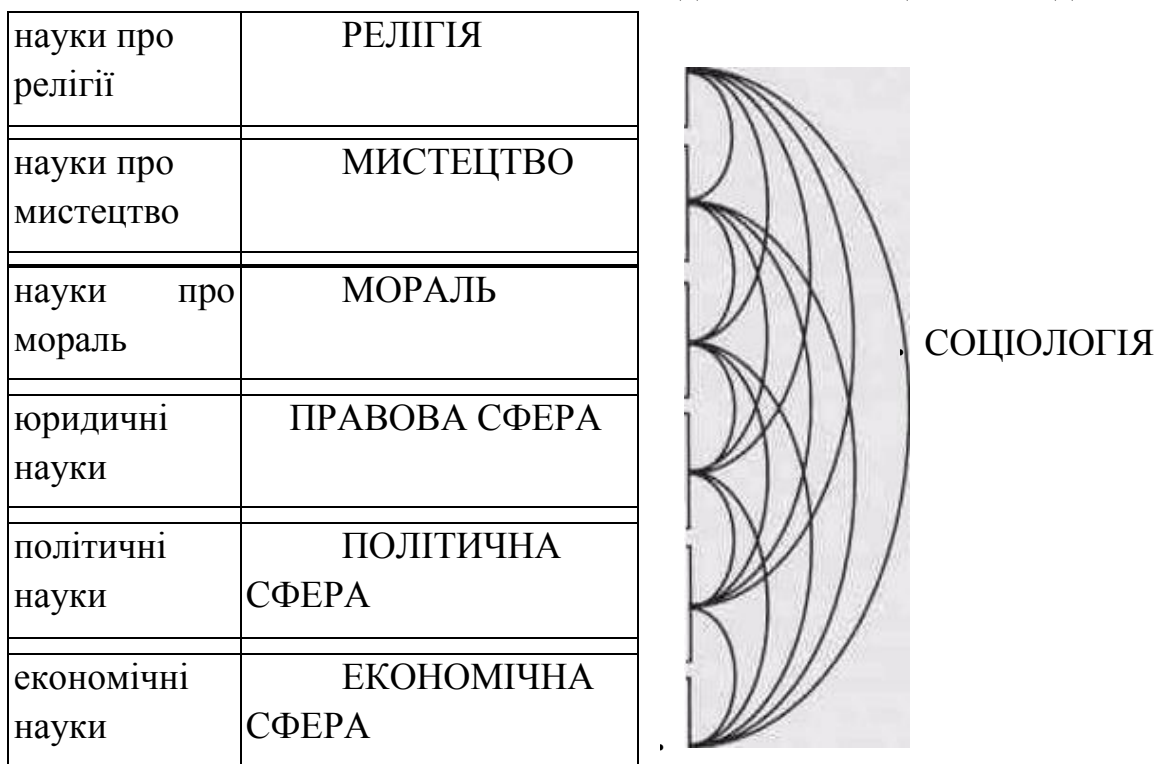 науки про РЕЛІГІЯ
релігії
науки про МИСТЕЦТВО
мистецтво
науки про МОРАЛЬ
мораль
СОЦІОЛОГІЯ
юридичні ПРАВОВА СФЕРА
науки
політичні ПОЛІТИЧНА
науки СФЕРА
економічні ЕКОНОМІЧНА
науки СФЕРА